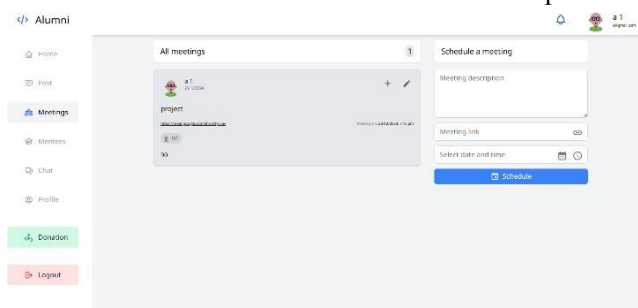 </> Alumni
a 1
Home
Post
Meetings
Mentees
Chat
Profile
Donation
Logout
All meetings
1
a 1
project
Schedule a meeting
Meeting description
Meeting link
Select date and time
Schedule